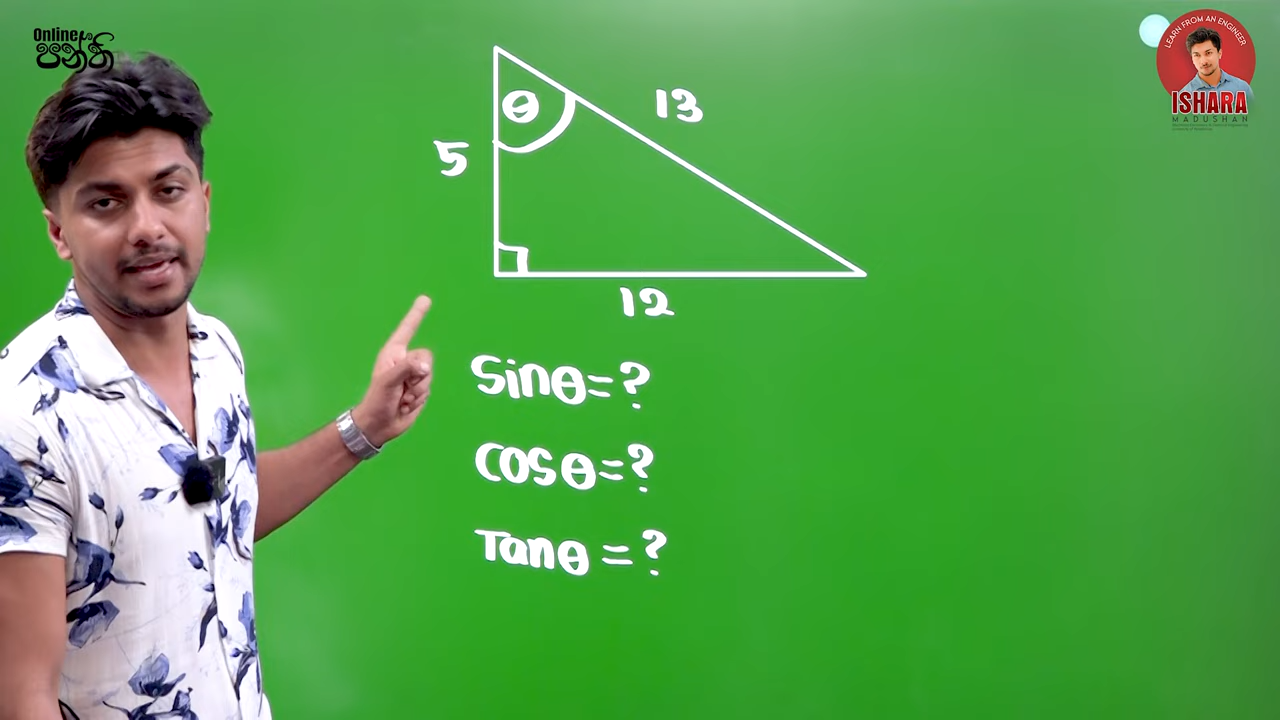 Online
පන්ති
LEARN FROM AN ENGINEER
ISHARA
MADUSHAN
θ
13
5
12
Sinθ=?
Cosθ=?
Tanθ=?